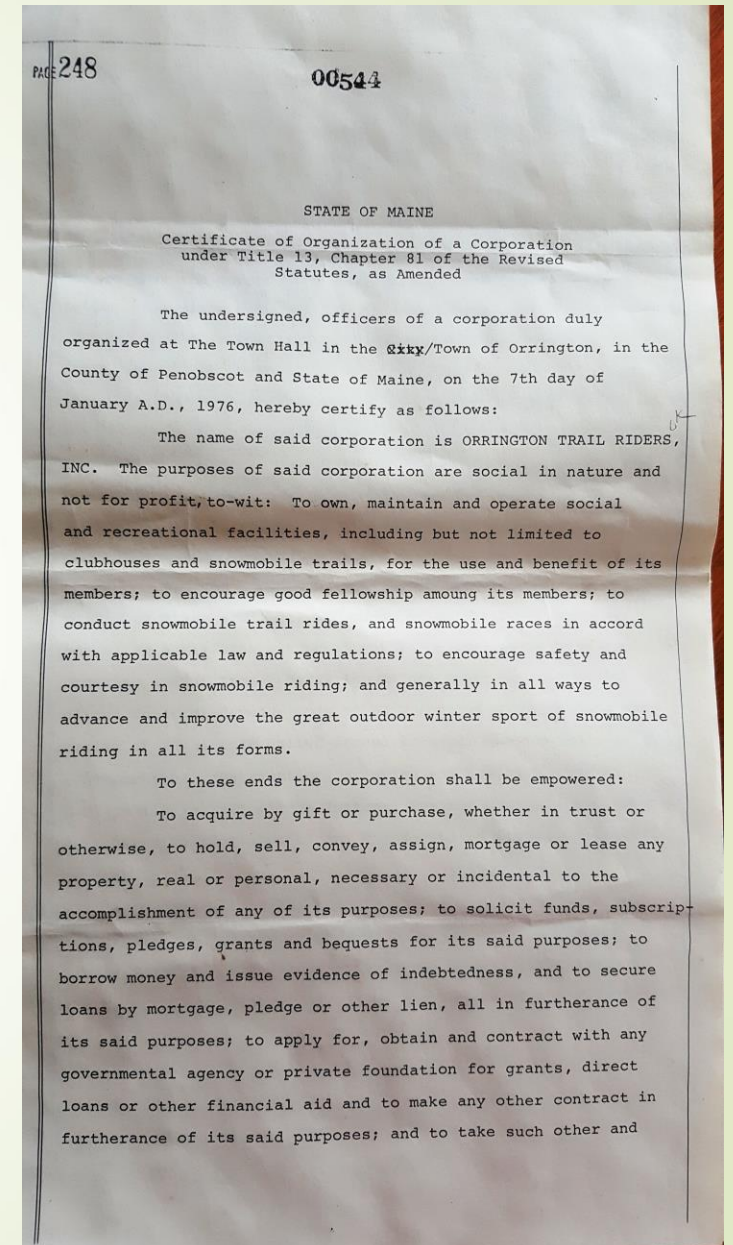 PAGE 248
00544
STATE OF MAINE
Certificate of Organization of a Corporation
under Title 13, Chapter 81 of the Revised
Statutes, as Amended
The undersigned, officers of a corporation duly
organized at The Town Hall in the /Town of Orrington, in the
County of Penobscot and State of Maine, on the 7th day of
January A.D., 1976, hereby certify as follows:
The name of said corporation is ORRINGTON TRAIL RIDERS,
INC. The purposes of said corporation are social in nature and
not for profit, to-wit: To own, maintain and operate social
and recreational facilities, including but not limited to
clubhouses and snowmobile trails, for the use and benefit of its
members; to encourage good fellowship amoung its members; to
conduct snowmobile trail rides, and snowmobile races in accord
with applicable law and regulations; to encourage safety and
courtesy in snowmobile riding; and generally in all ways to
advance and improve the great outdoor winter sport of snowmobile
riding in all its forms.
To these ends the corporation shall be empowered:
To acquire by gift or purchase, whether in trust or
otherwise, to hold, sell, convey, assign, mortgage or lease any
property, real or personal, necessary or incidental to the
accomplishment of any of its purposes; to solicit funds, subscrip-
tions, pledges, grants and bequests for its said purposes; to
borrow money and issue evidence of indebtedness, and to secure
loans by mortgage, pledge or other lien, all in furtherance of
its said purposes; to apply for, obtain and contract with any
governmental agency or private foundation for grants, direct
loans or other financial aid and to make any other contract in
furtherance of its said purposes; and to take such other and